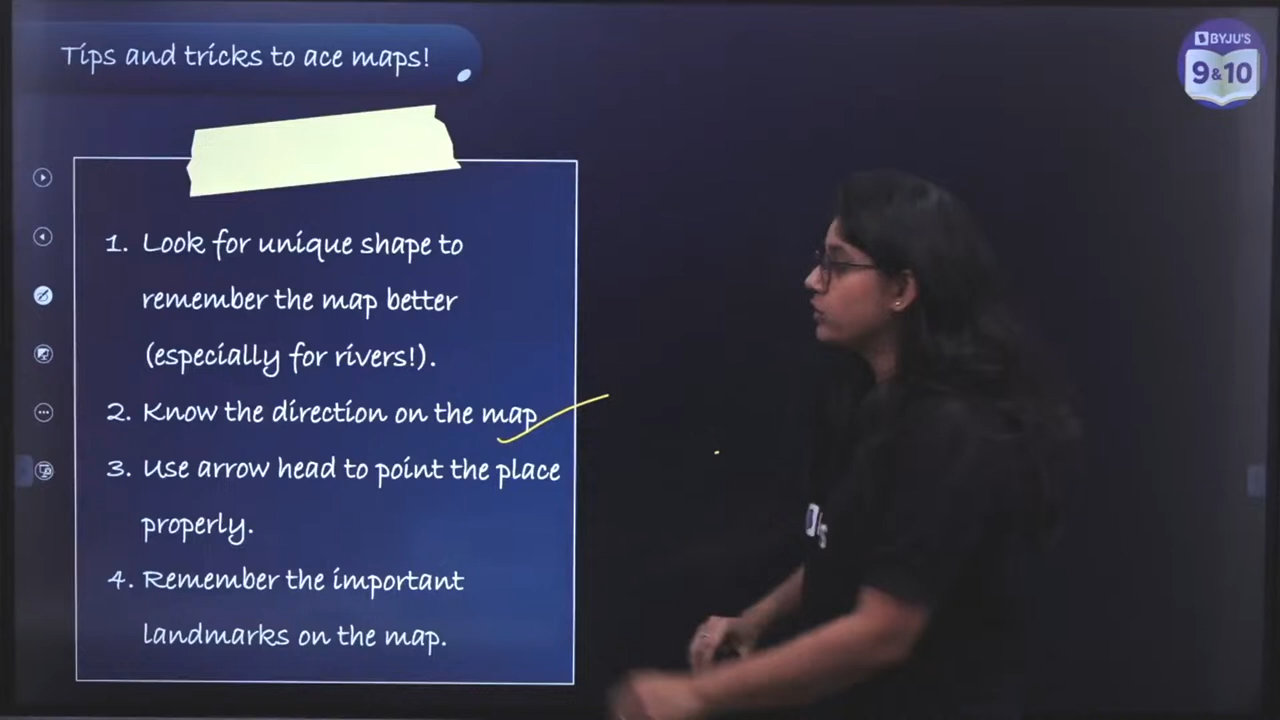 Tips and tricks to ace maps!
BYJU'S
9&10
1. Look for unique shape to
remember the map better
(especially for rivers!).
2. Know the direction on the map
3. Use arrow head to point the place
properly.
4. Remember the important
landmarks on the map.